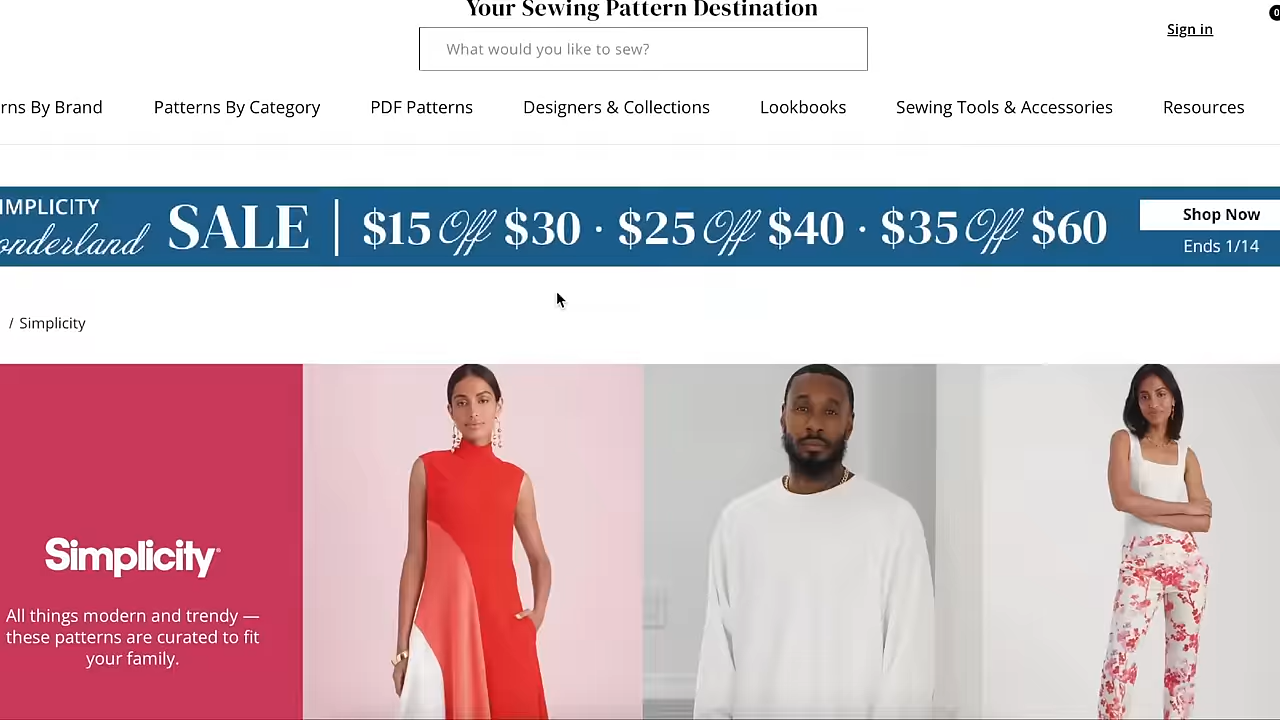 Your Sewing Pattern Destination
0
Sign in
What would you like to sew?
rns By Brand Patterns By Category PDF Patterns Designers & Collections Lookbooks Sewing Tools & Accessories Resources
IMPLICITY
onderland
SALE $15 Off $30 · $25 Off $40 · $35 Off $60
Shop Now
Ends 1/14
/ Simplicity
Simplicity®
All things modern and trendy —
these patterns are curated to fit
your family.